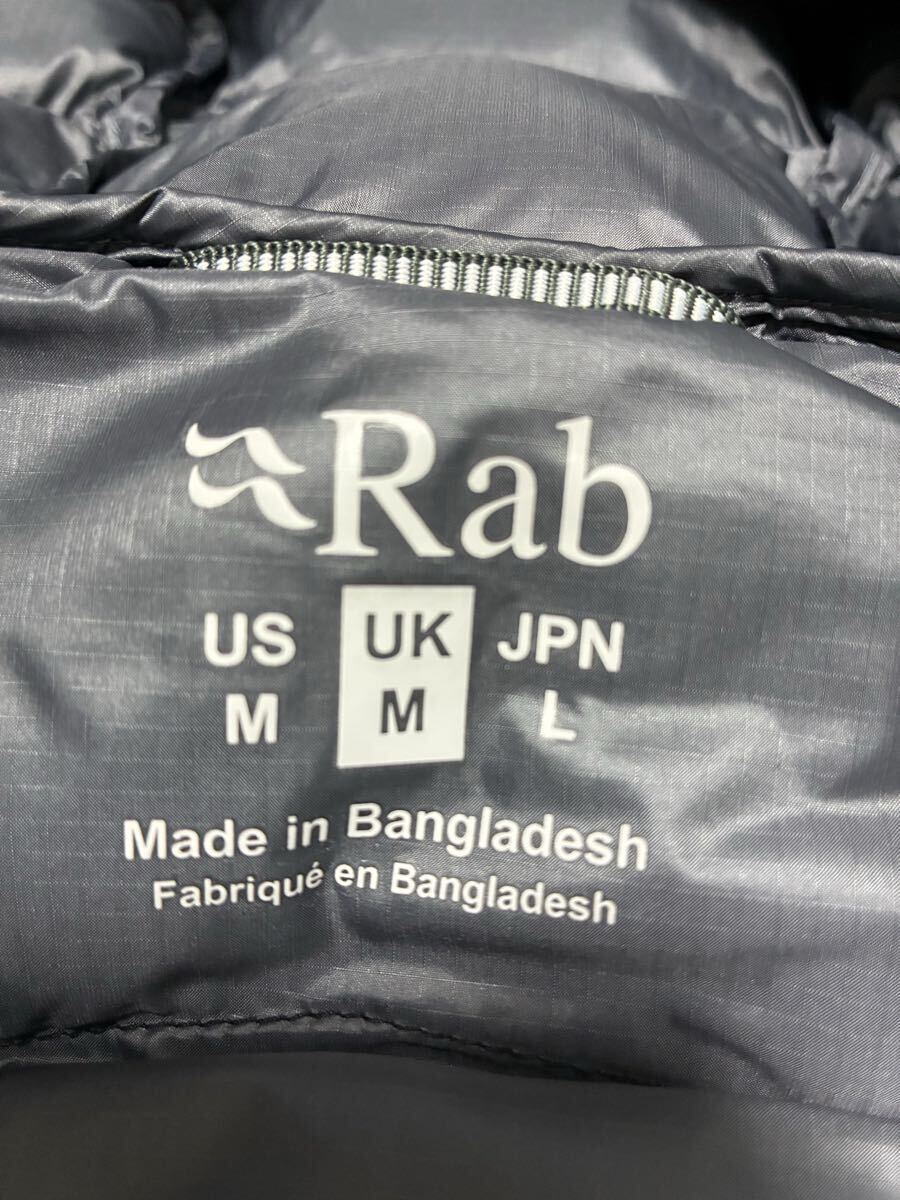 Rab
US UK JPN
M M L
Made in Bangladesh
Fabriqué en Bangladesh